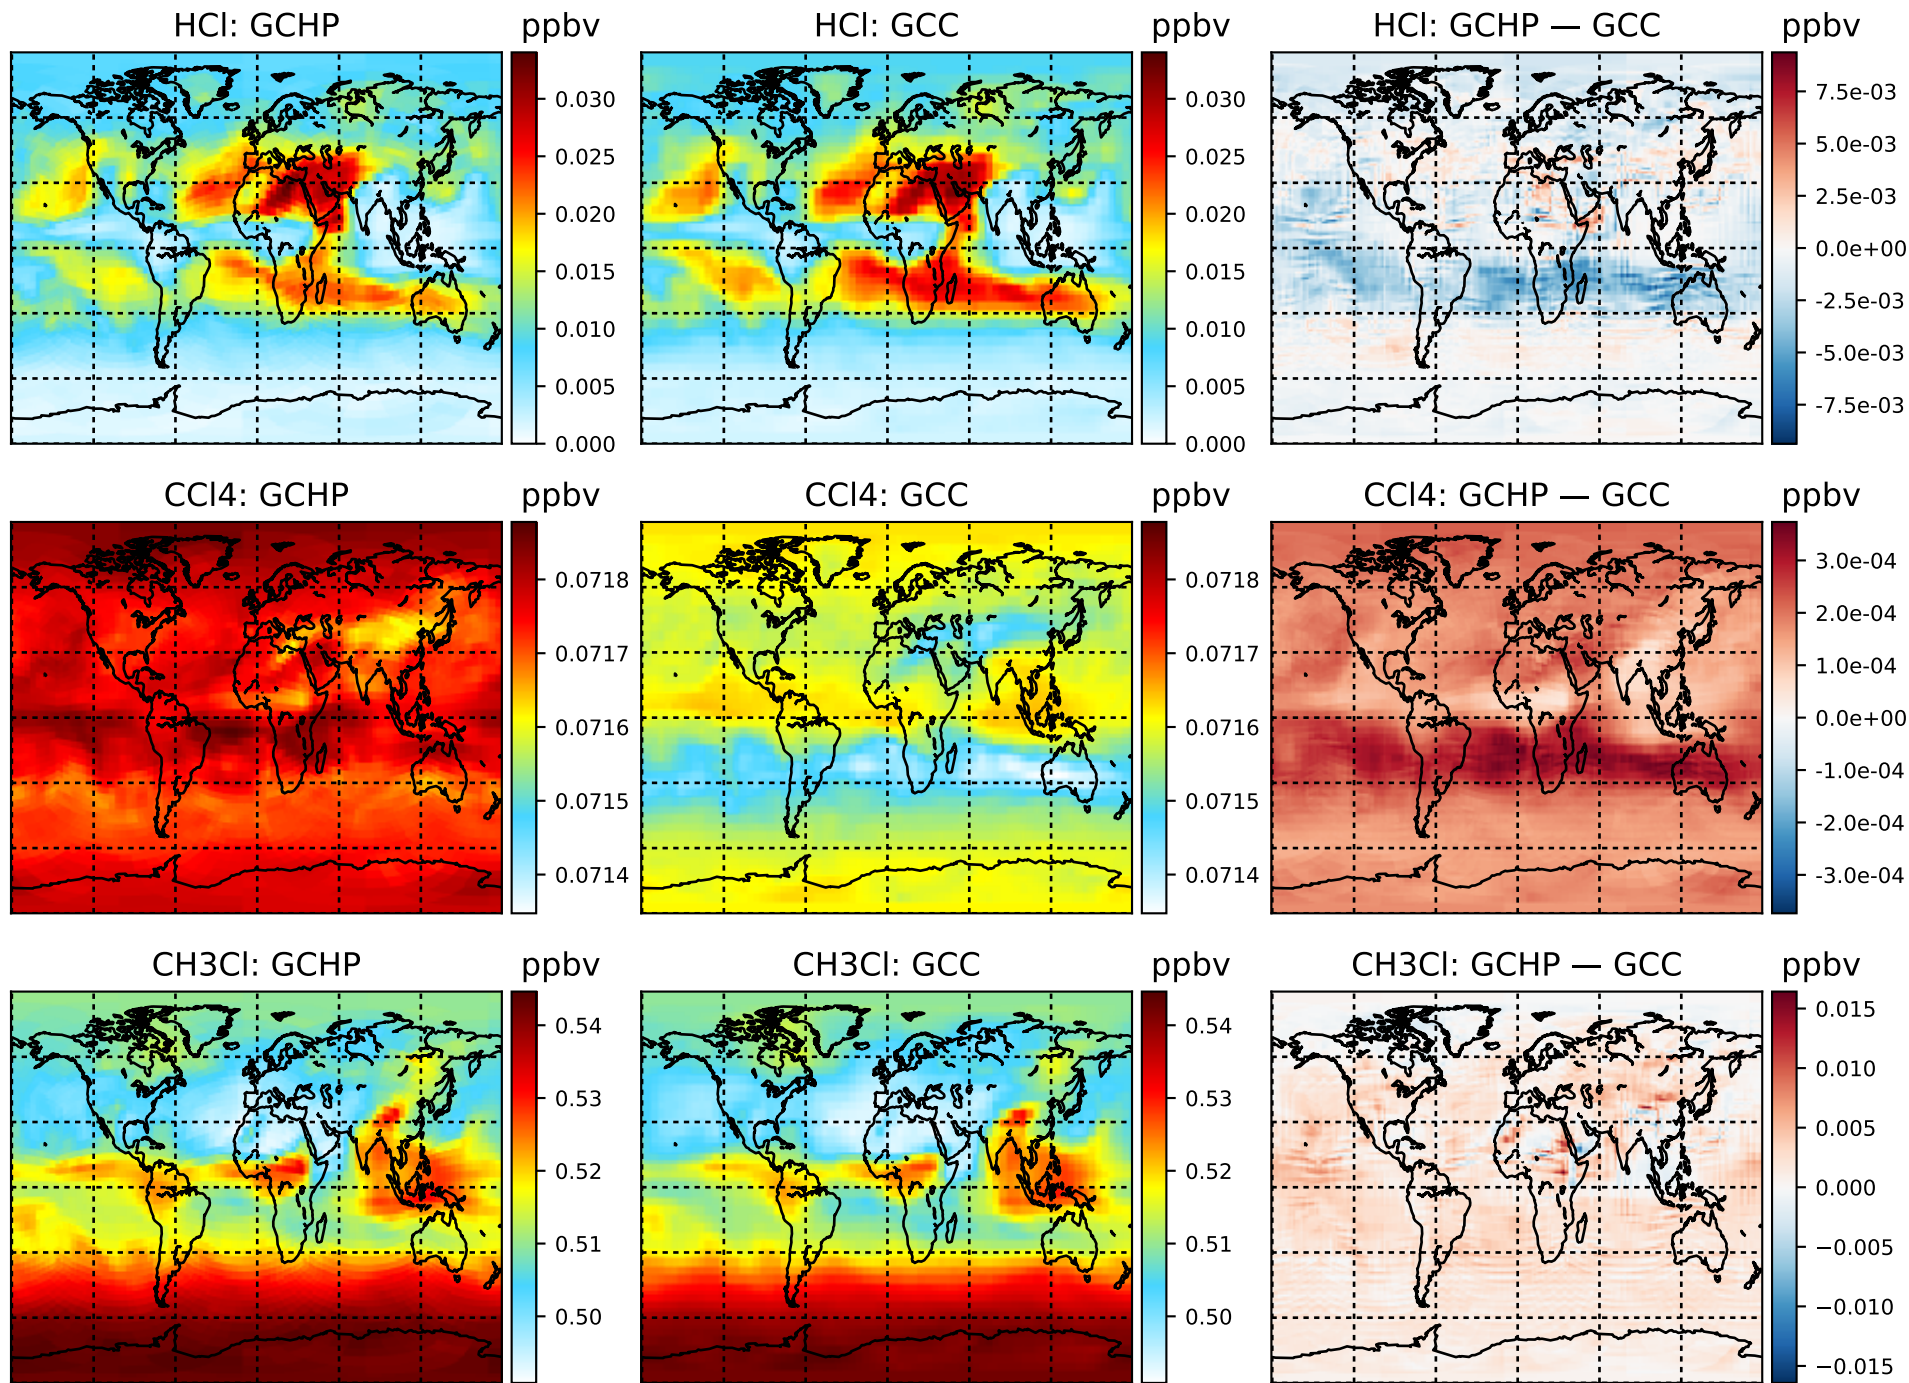 HCl: GCHP
ppbv
0.030
0.025
0.020
0.015
0.010
0.005
0.000
HCl: GCC
ppbv
0.030
0.025
0.020
0.015
0.010
0.005
0.000
HCl: GCHP — GCC
ppbv
7.5e-03
5.0e-03
2.5e-03
0.0e+00
-2.5e-03
-5.0e-03
-7.5e-03
CCl4: GCHP
ppbv
0.0718
0.0717
0.0716
0.0715
0.0714
CCl4: GCC
ppbv
0.0718
0.0717
0.0716
0.0715
0.0714
CCl4: GCHP — GCC
ppbv
3.0e-04
2.0e-04
1.0e-04
0.0e+00
-1.0e-04
-2.0e-04
-3.0e-04
CH3Cl: GCHP
ppbv
0.54
0.53
0.52
0.51
0.50
CH3Cl: GCC
ppbv
0.54
0.53
0.52
0.51
0.50
CH3Cl: GCHP — GCC
ppbv
0.015
0.010
0.005
0.000
−0.005
−0.010
−0.015